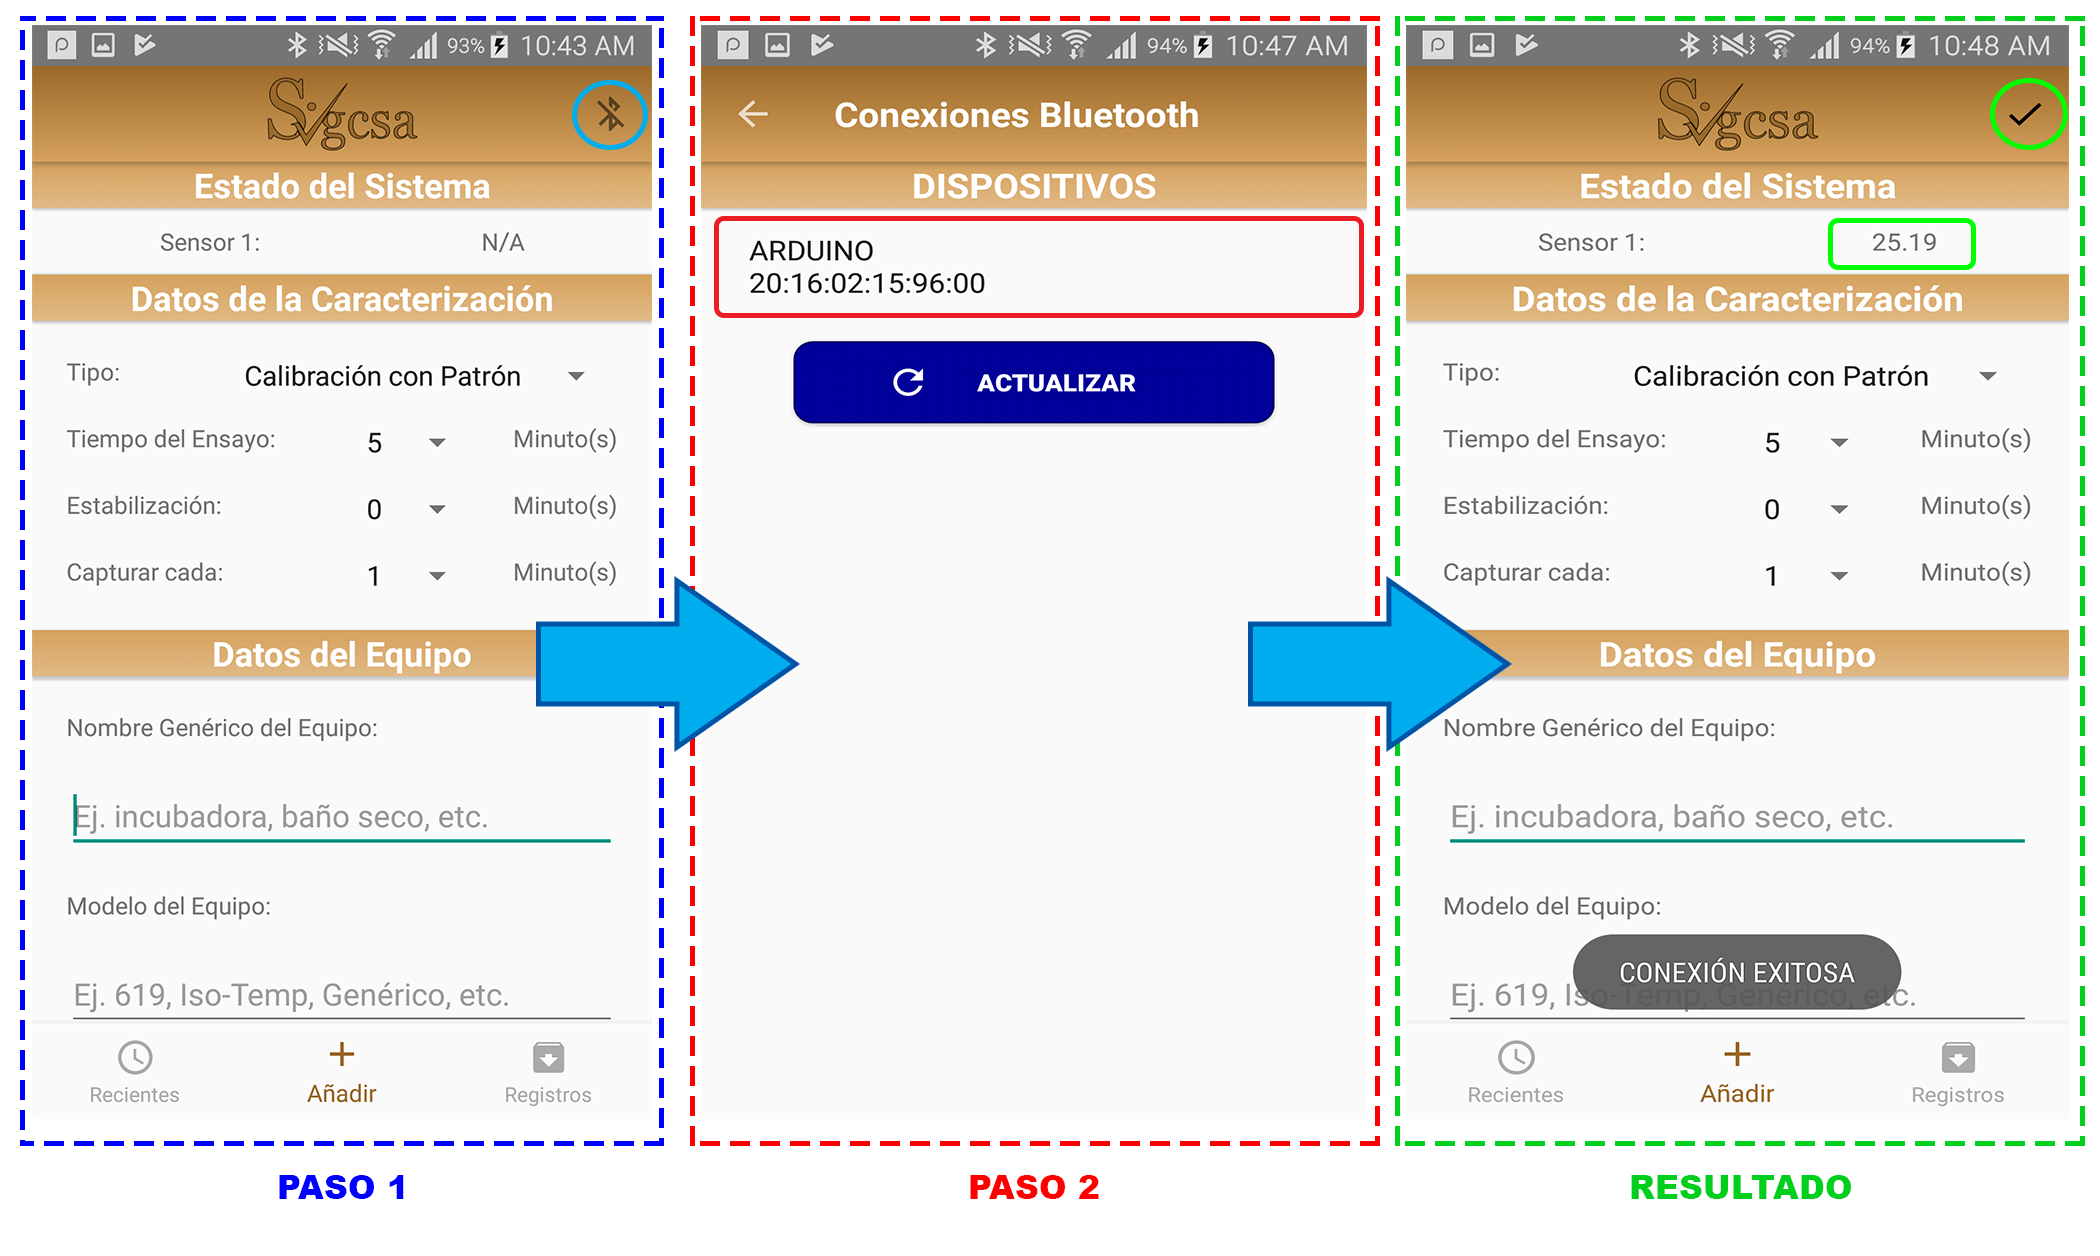 93% 10:43 AM
Sigcsa
Estado del Sistema
Sensor 1: N/A
Datos de la Caracterización
Tipo: Calibración con Patrón
Tiempo del Ensayo: 5 Minuto(s)
Estabilización: 0 Minuto(s)
Capturar cada: 1 Minuto(s)
Datos del Equipo
Nombre Genérico del Equipo:
Ej. incubadora, baño seco, etc.
Modelo del Equipo:
Ej. 619, Iso-Temp, Genérico, etc.
Recientes Añadir Registros
PASO 1
94% 10:47 AM
Conexiones Bluetooth
DISPOSITIVOS
ARDUINO
20:16:02:15:96:00
ACTUALIZAR
PASO 2
94% 10:48 AM
Sigcsa
Estado del Sistema
Sensor 1: 25.19
Datos de la Caracterización
Tipo: Calibración con Patrón
Tiempo del Ensayo: 5 Minuto(s)
Estabilización: 0 Minuto(s)
Capturar cada: 1 Minuto(s)
Datos del Equipo
Nombre Genérico del Equipo:
Ej. incubadora, baño seco, etc.
Modelo del Equipo:
CONEXIÓN EXITOSA
Ej. 619, Iso-Temp, Genérico, etc.
Recientes Añadir Registros
RESULTADO